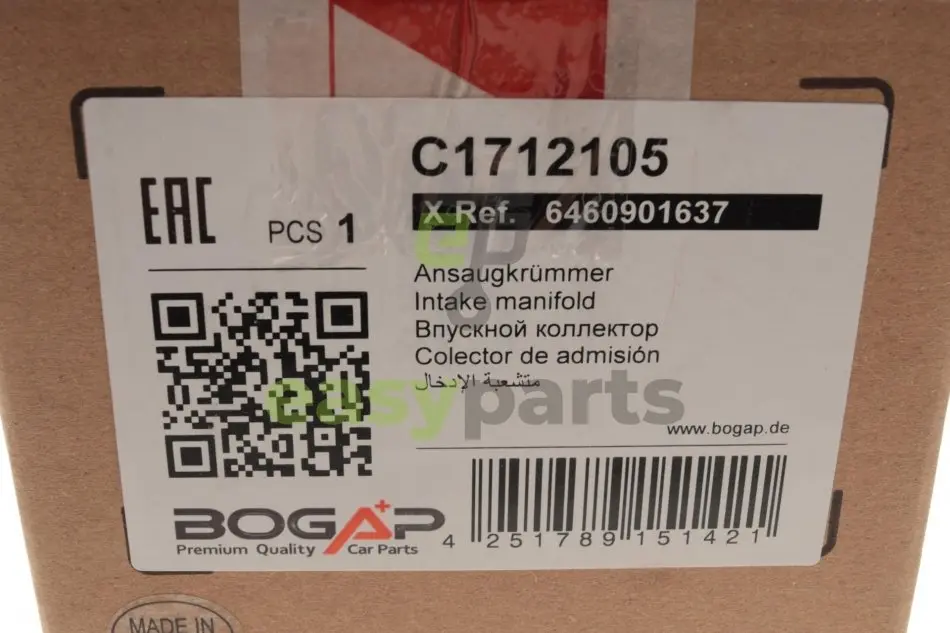 C1712105
EAC
PCS 1
X Ref. 6460901637
Ansaugkrümmer
Intake manifold
Впускной коллектор
Colector de admisión
متشعبة الإدخال
easyparts
www.bogap.de
BOGAP
Premium Quality Car Parts
4 251789 151421
MADE IN